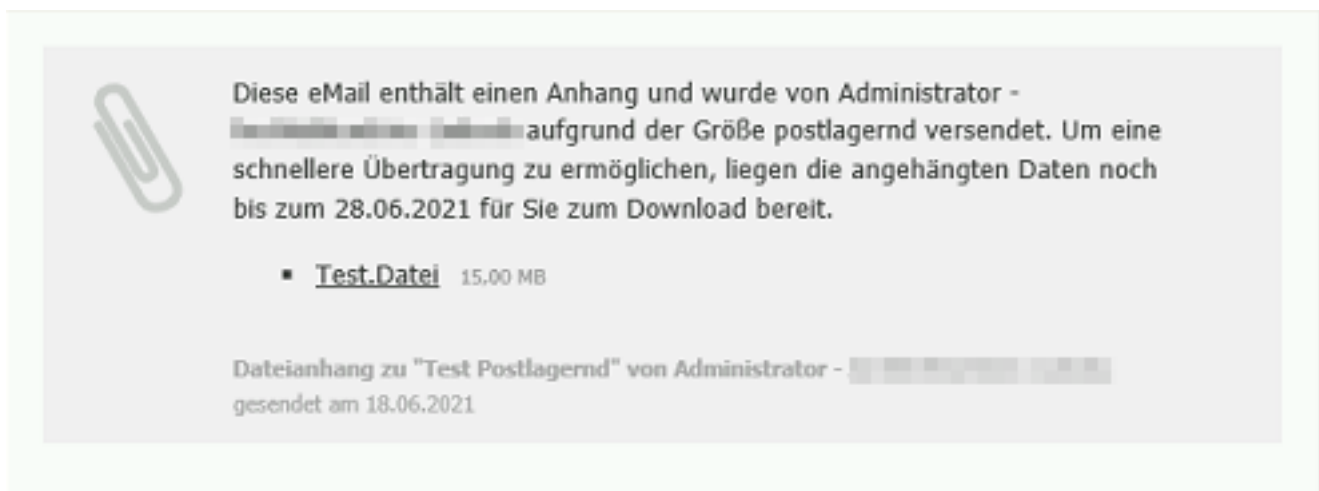 Diese eMail enthält einen Anhang und wurde von Administrator -
aufgrund der Größe postlagernd versendet. Um eine
schnellere Übertragung zu ermöglichen, liegen die angehängten Daten noch
bis zum 28.06.2021 für Sie zum Download bereit.
▪ Test.Datei 15,00 MB
Dateianhang zu "Test Postlagernd" von Administrator -
gesendet am 18.06.2021